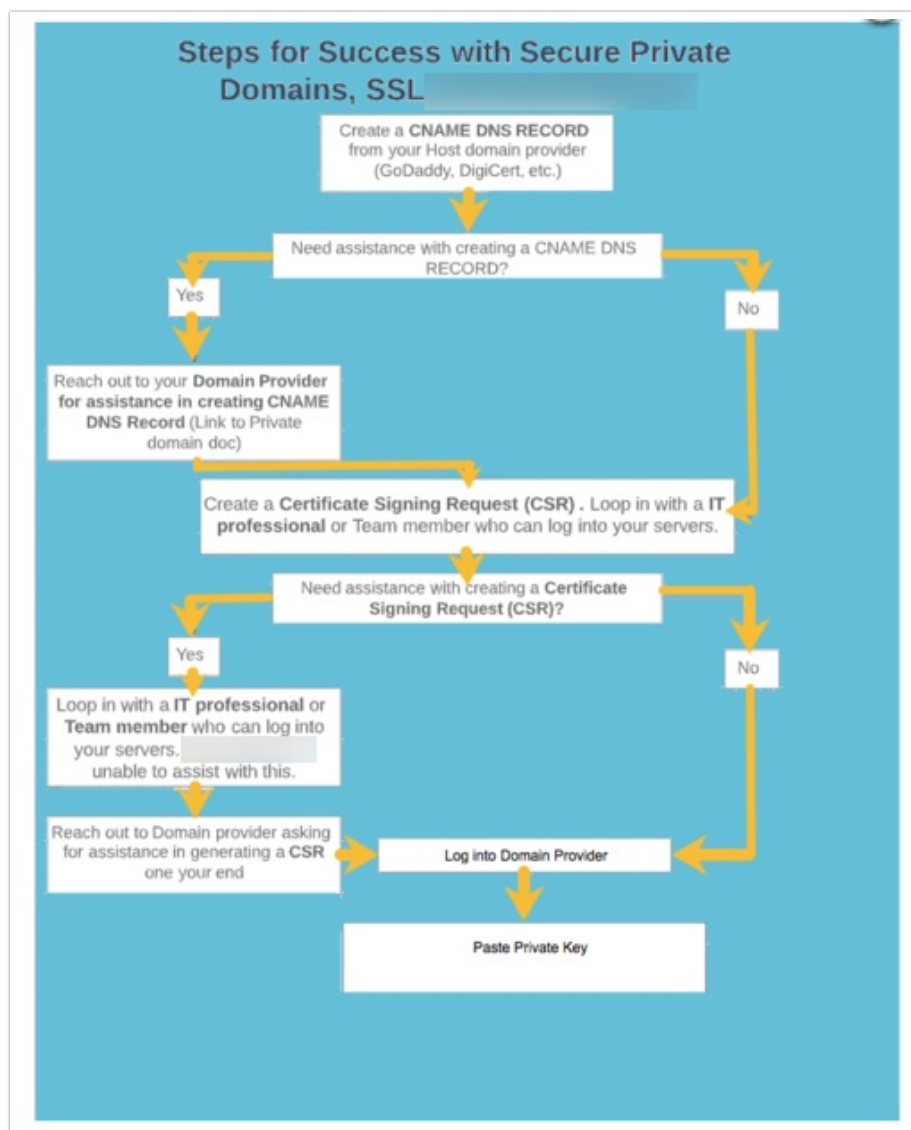 Steps for Success with Secure Private
Domains, SSL
Create a CNAME DNS RECORD
from your Host domain provider
(GoDaddy, DigiCert, etc.)
Need assistance with creating a CNAME DNS
RECORD?
Yes
No
Reach out to your Domain Provider
for assistance in creating CNAME
DNS Record (Link to Private
domain doc)
Create a Certificate Signing Request (CSR) . Loop in with a IT
professional or Team member who can log into your servers.
Need assistance with creating a Certificate
Signing Request (CSR)?
Yes
No
Loop in with a IT professional or
Team member who can log into
your servers.
unable to assist with this.
Reach out to Domain provider asking
for assistance in generating a CSR
one your end
Log into Domain Provider
Paste Private Key